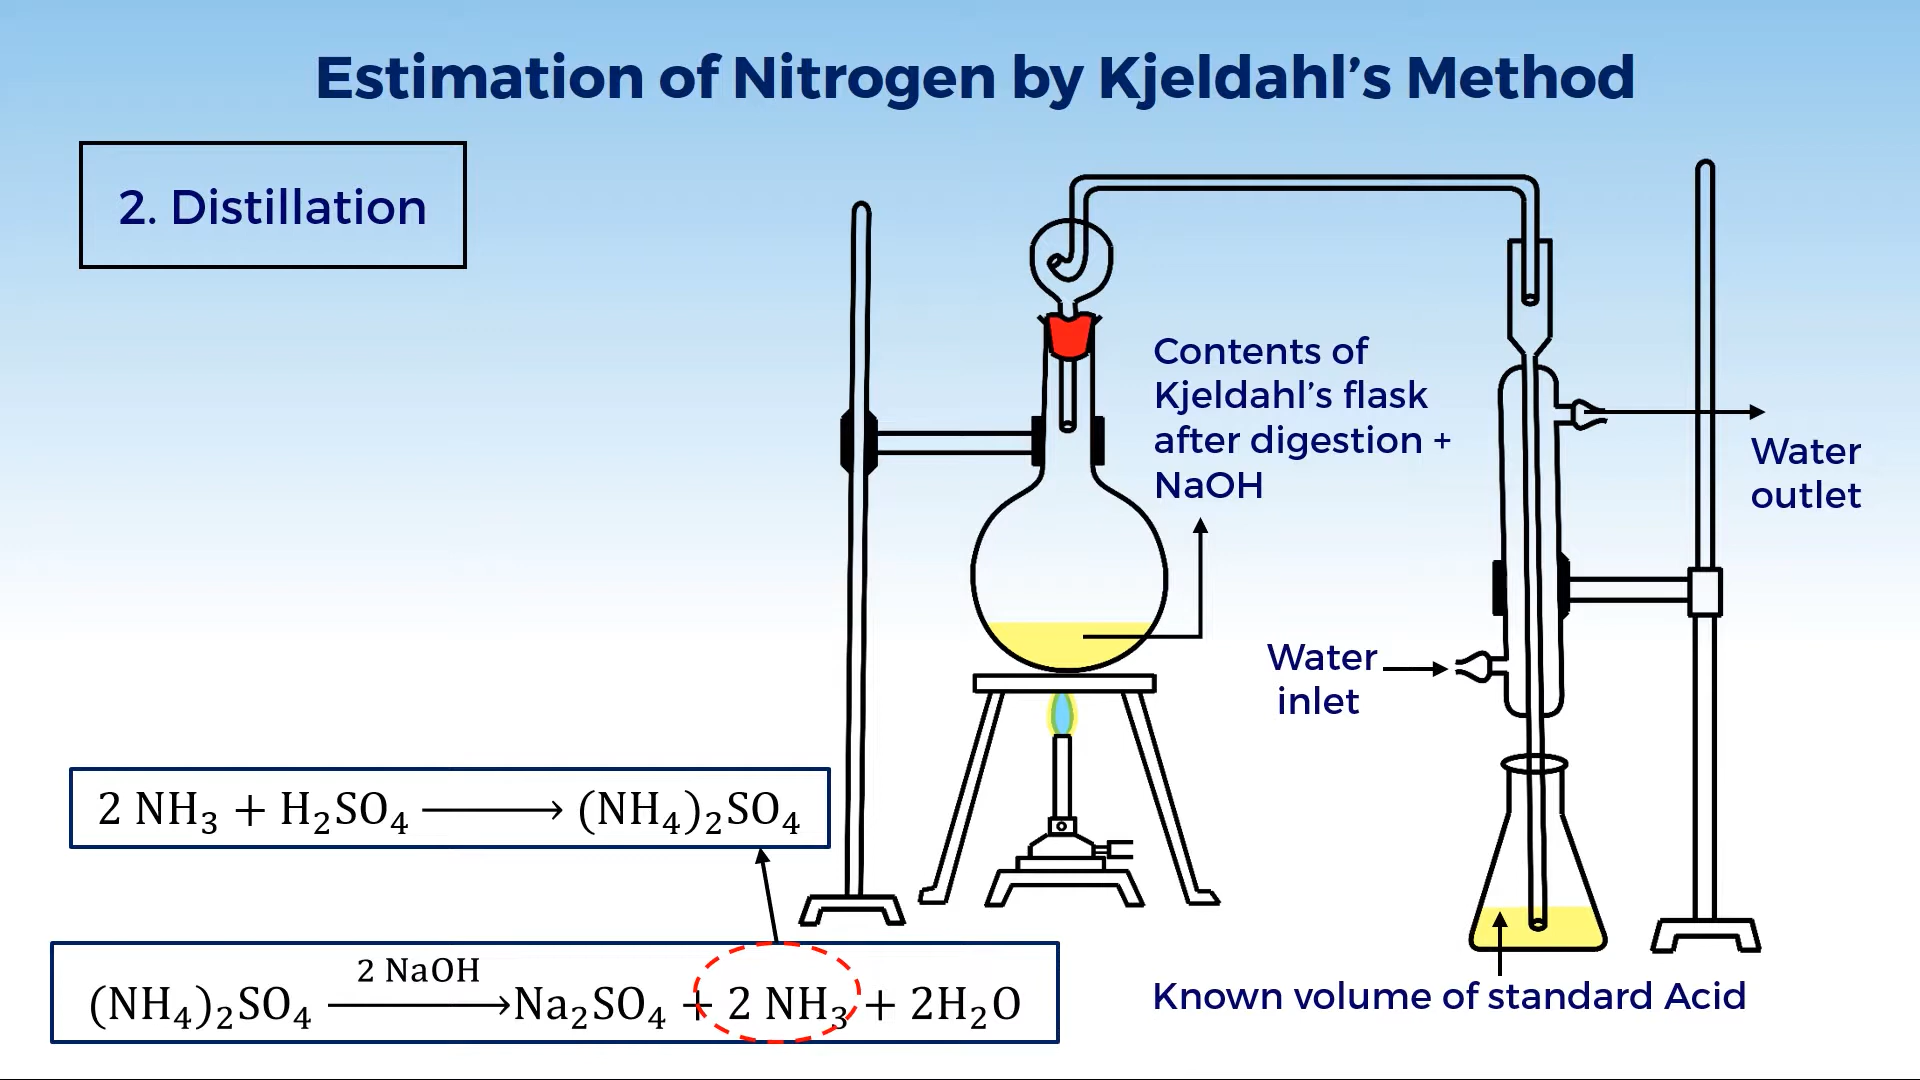 Estimation of Nitrogen by Kjeldahl’s Method
2. Distillation
Contents of
Kjeldahl’s flask
after digestion +
NaOH
Water
outlet
Water
inlet
2 NH₃ + H₂SO₄ ⟶ (NH₄)₂SO₄
2 NaOH
(NH₄)₂SO₄ ⟶ Na₂SO₄ + 2 NH₃ + 2H₂O
Known volume of standard Acid